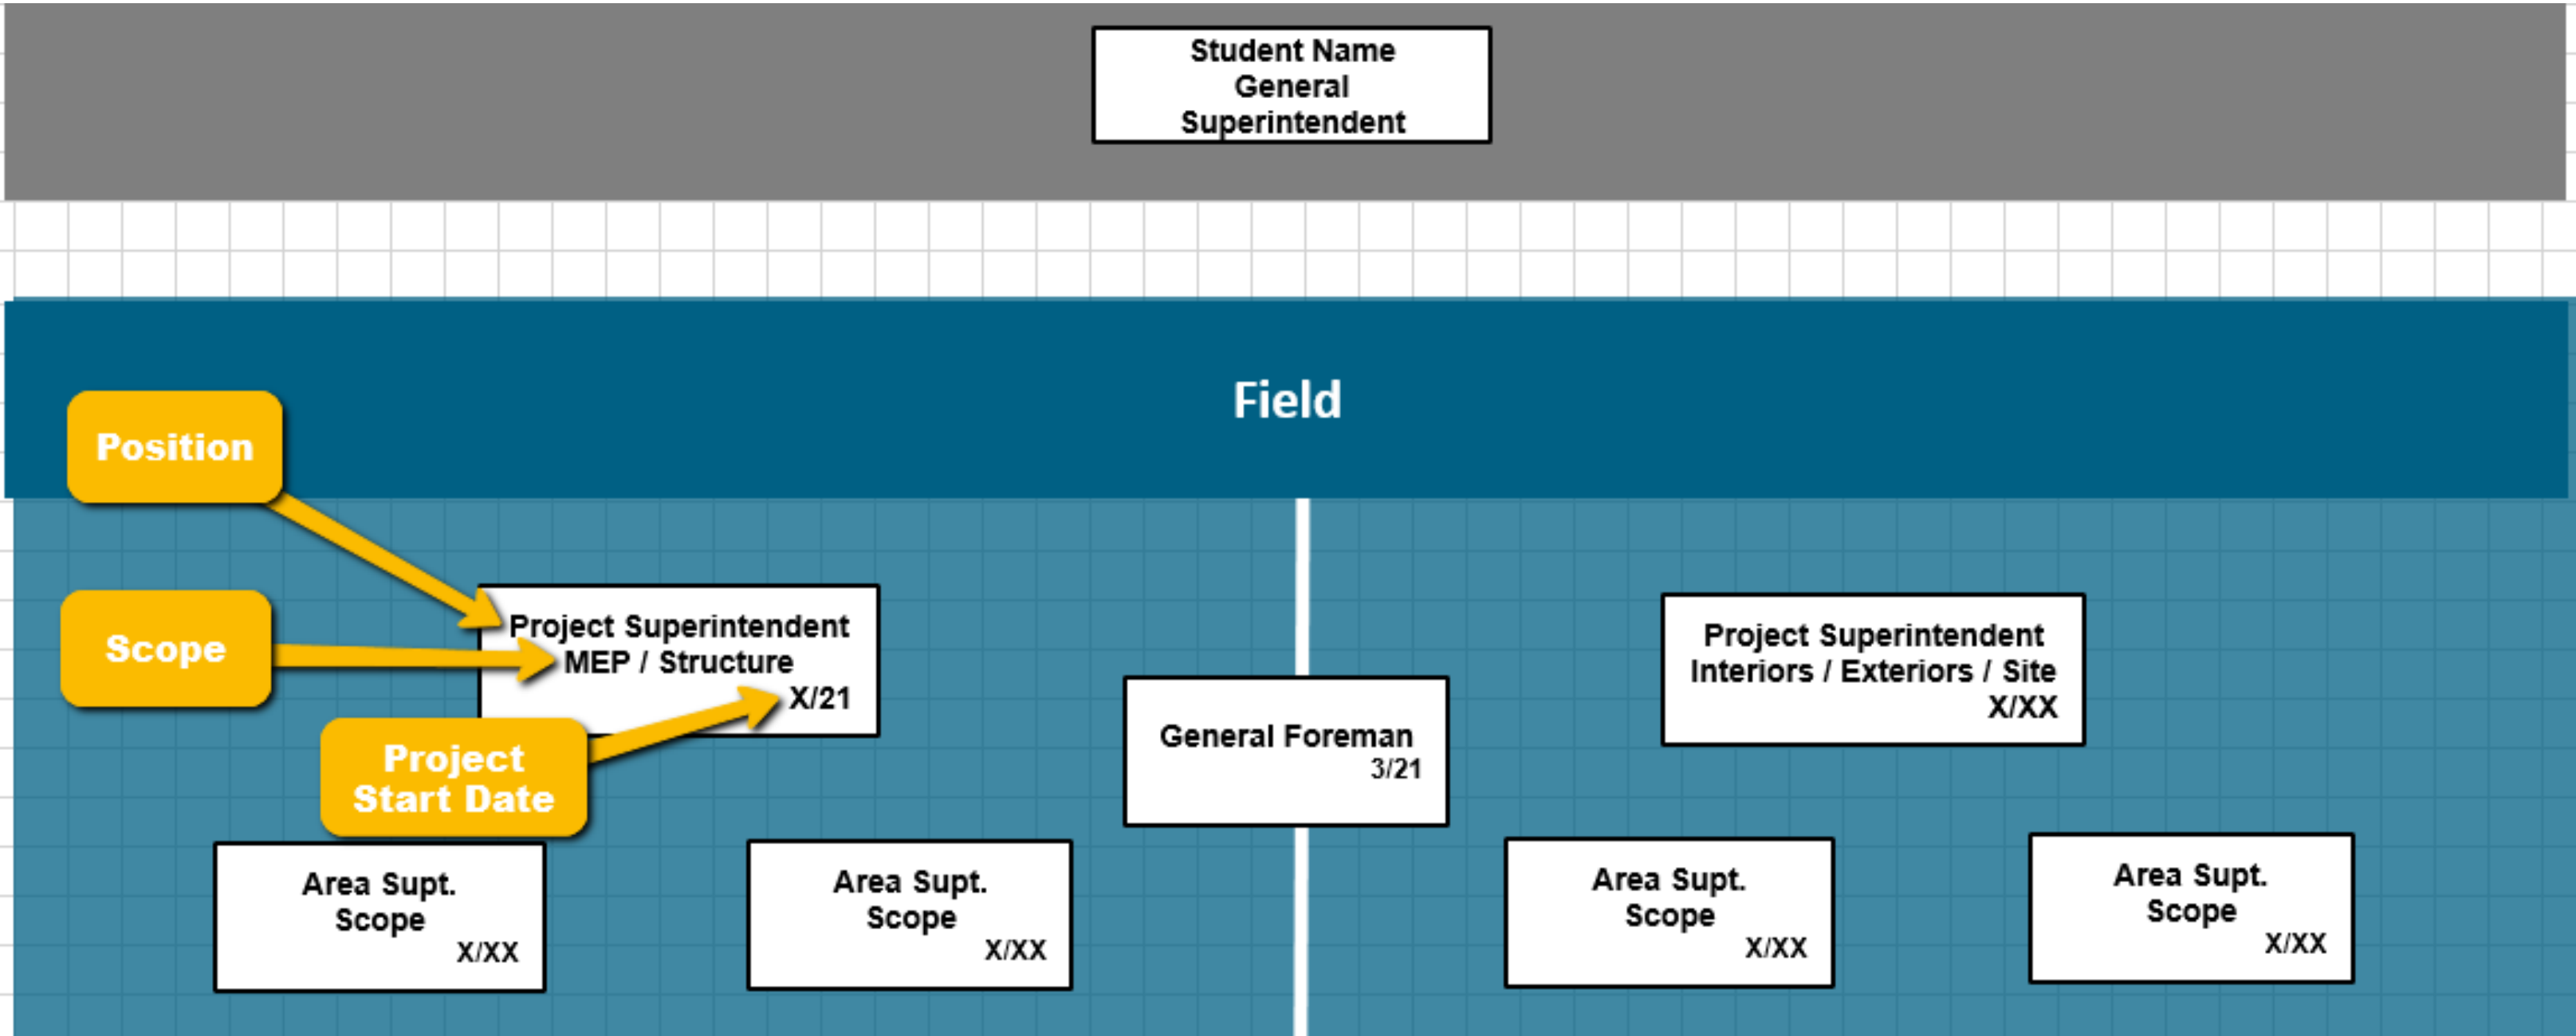 Student Name
General
Superintendent
Field
Position
Scope
Project Superintendent
MEP / Structure
X/21
Project
Start Date
Project Superintendent
Interiors / Exteriors / Site
X/XX
General Foreman
3/21
Area Supt.
Scope
X/XX
Area Supt.
Scope
X/XX
Area Supt.
Scope
X/XX
Area Supt.
Scope
X/XX